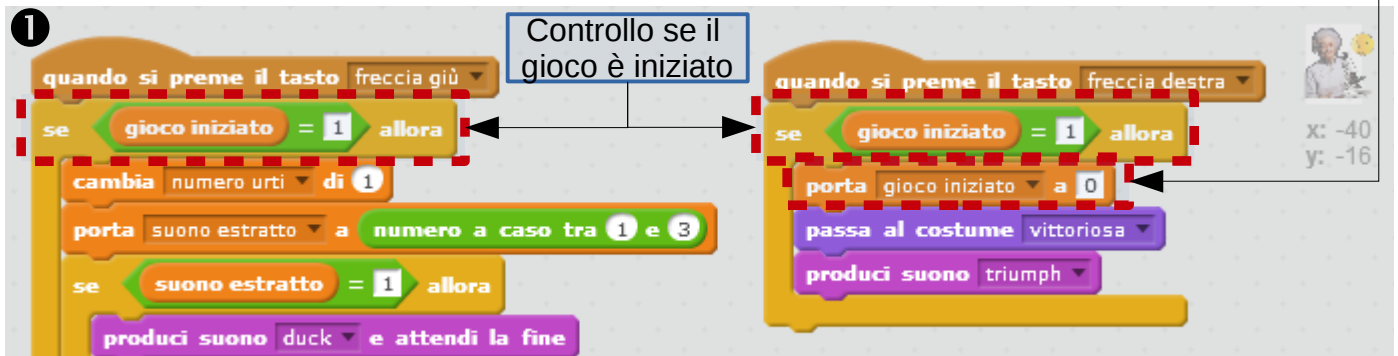 1
Controllo se il
gioco è iniziato
quando si preme il tasto freccia giù
se gioco iniziato = 1 allora
cambia numero urti di 1
porta suono estratto a numero a caso tra 1 e 3
se suono estratto = 1 allora
produci suono duck e attendi la fine
quando si preme il tasto freccia destra
se gioco iniziato = 1 allora
porta gioco iniziato a 0
passa al costume vittoriosa
produci suono triumph
x: -40
y: -16